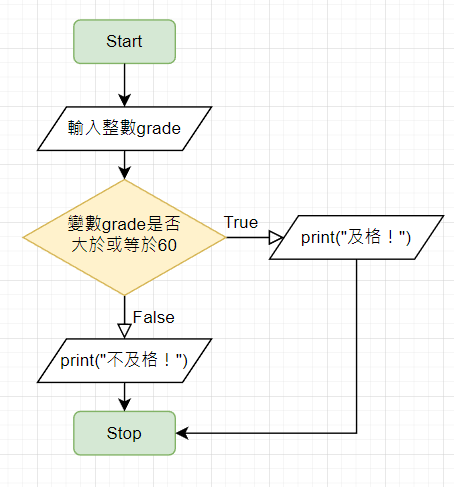 Start
輸入整數grade
變數grade是否
大於或等於60
True
print("及格！")
False
print("不及格！")
Stop